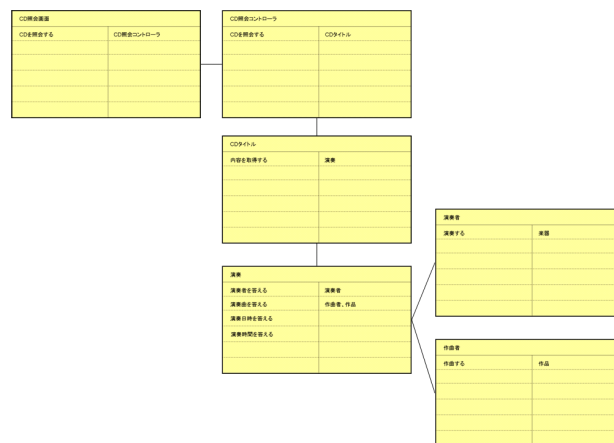 CD照会画面
CDを照会する CD照会コントローラ
CD照会コントローラ
CDを照会する CDタイトル
CDタイトル
内容を取得する 演奏
演奏
演奏者を答える 演奏者
演奏曲を答える 作曲者、作品
演奏日時を答える
演奏時間を答える
演奏者
演奏する 楽器
作曲者
作曲する 作品